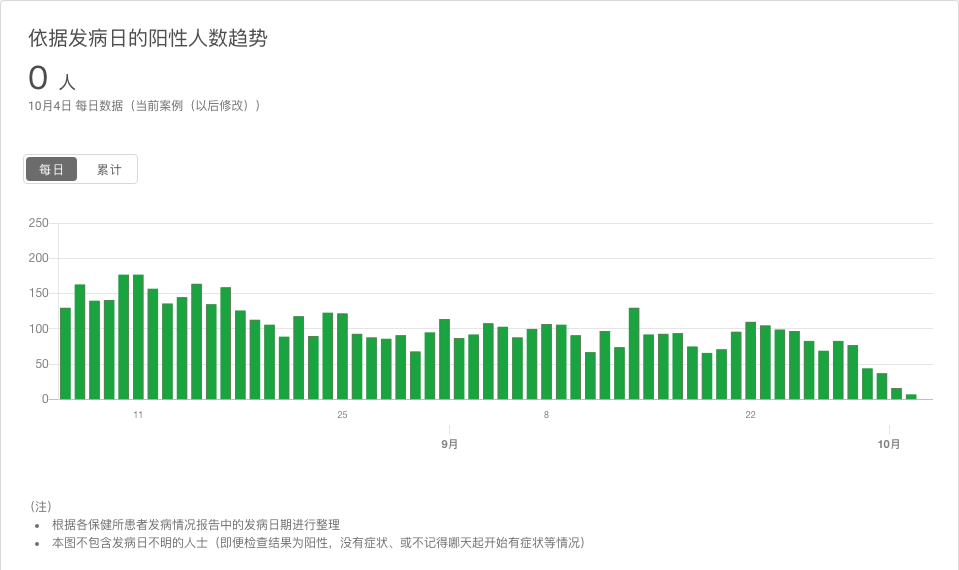 依据发病日的阳性人数趋势
0 人
10月4日 每日数据（当前案例（以后修改））
每日 累计
250
200
150
100
50
0
11 25 8 22
9月 10月
（注）
• 根据各保健所患者发病情况报告中的发病日期进行整理
• 本图不包含发病日不明的人士（即便检查结果为阳性，没有症状、或不记得哪天起开始有症状等情况）